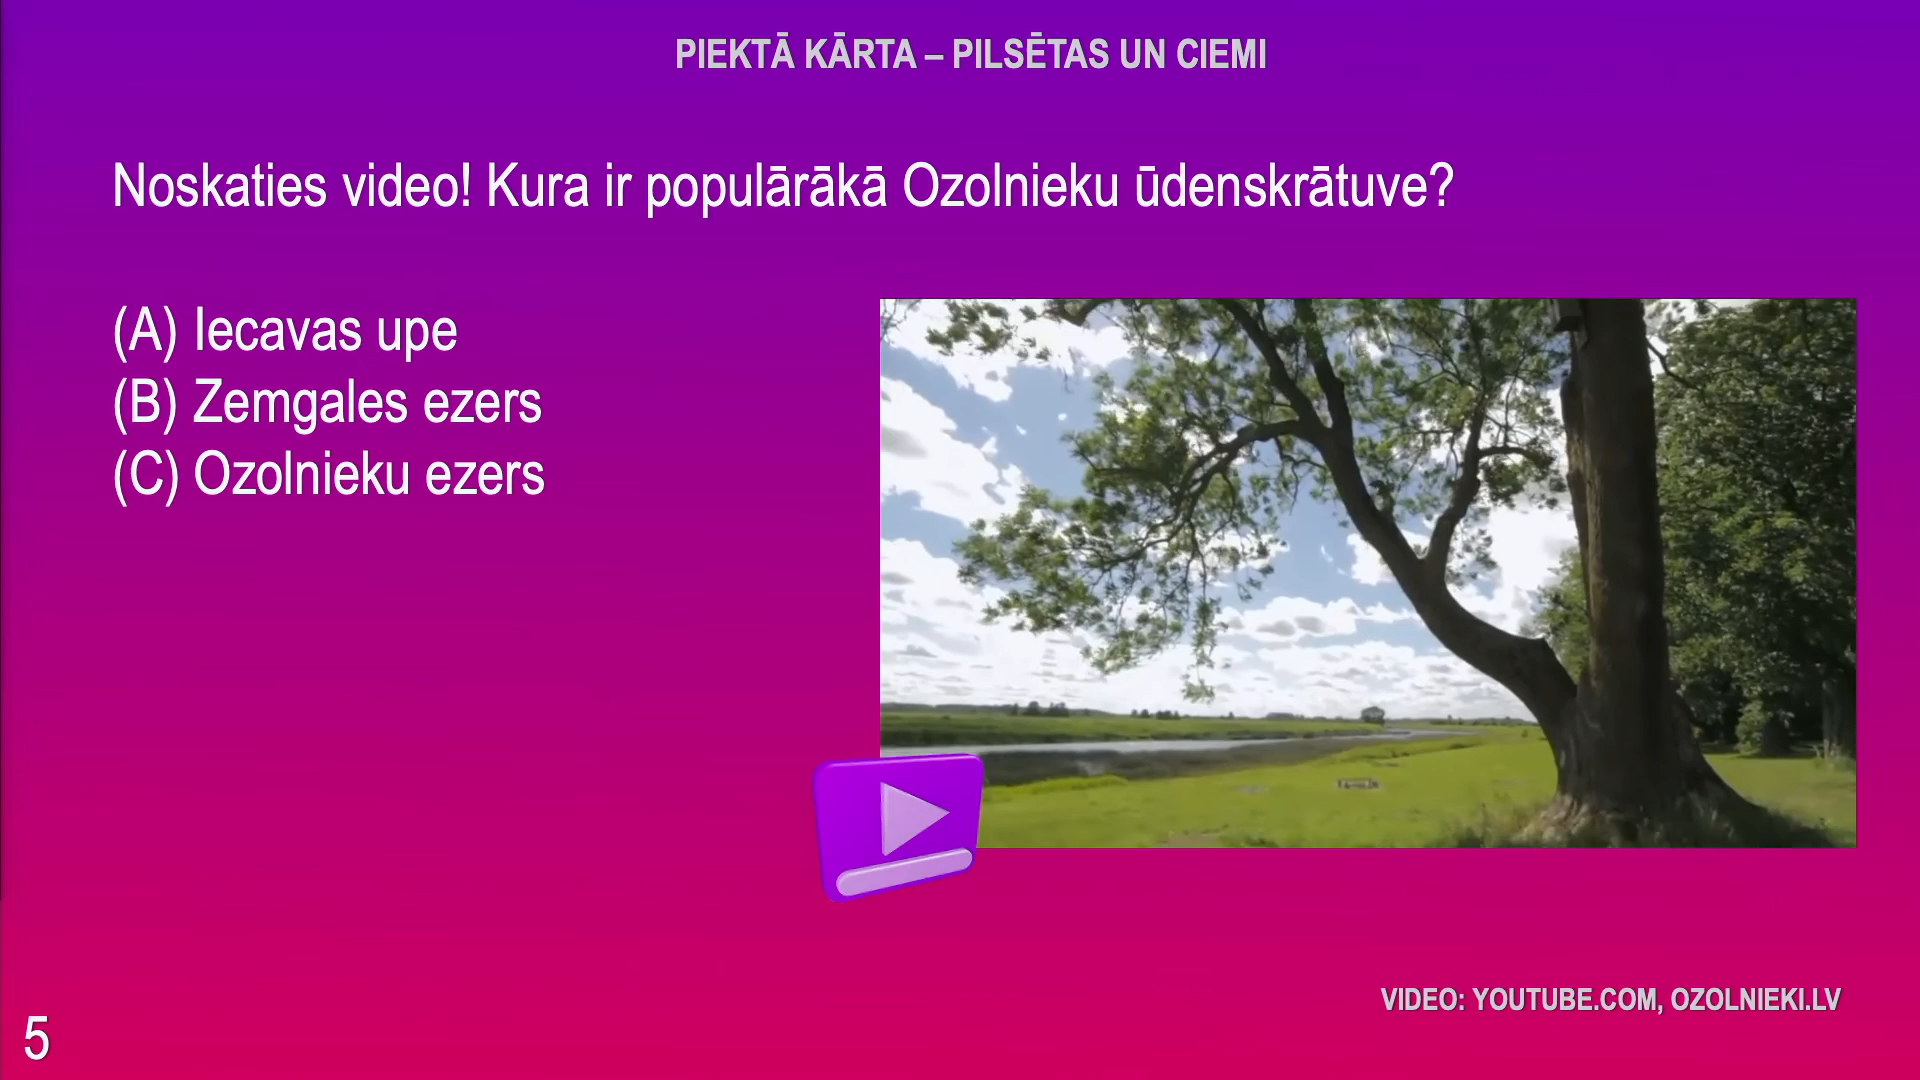 PIEKTĀ KĀRTA – PILSĒTAS UN CIEMI
Noskaties video! Kura ir populārākā Ozolnieku ūdenskrātuve?
(A) Iecavas upe
(B) Zemgales ezers
(C) Ozolnieku ezers
VIDEO: YOUTUBE.COM, OZOLNIEKI.LV
5